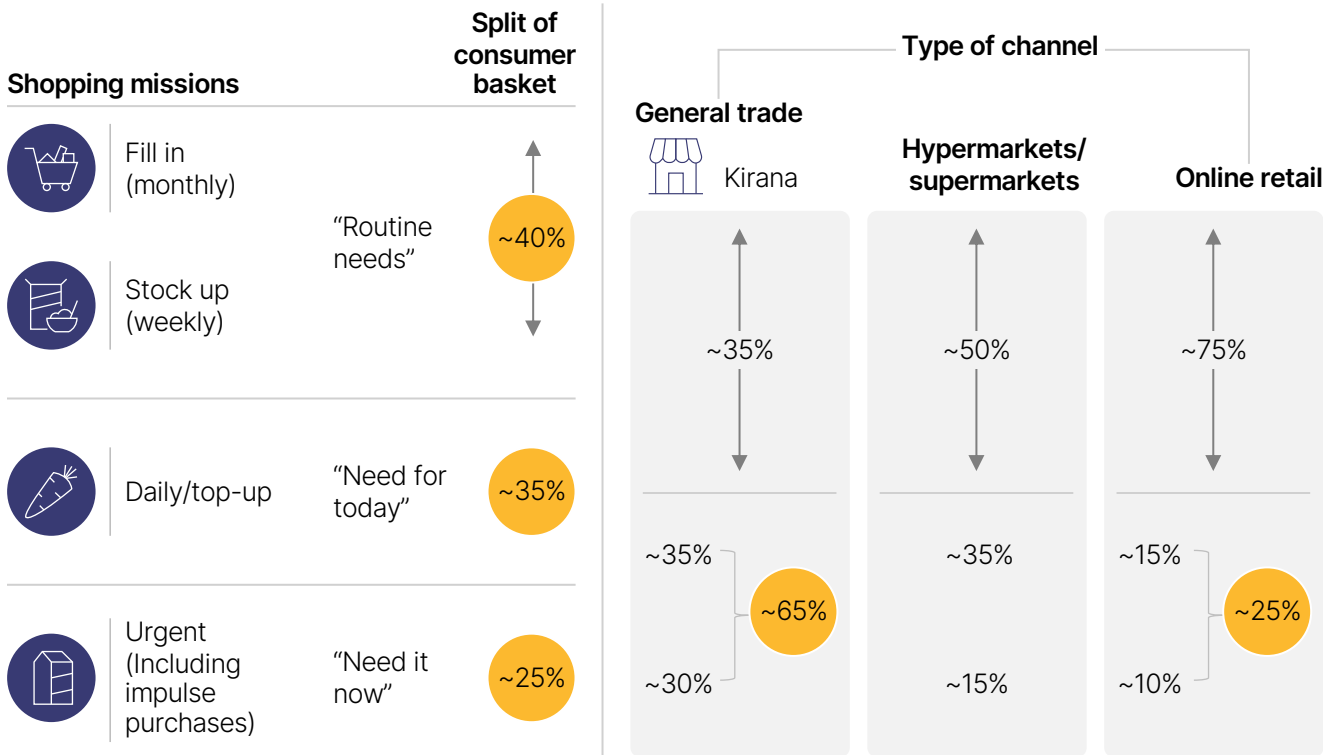 Shopping missions
Split of
consumer
basket
Fill in
(monthly)
Stock up
(weekly)
“Routine
needs”
~40%
Daily/top-up
“Need for
today”
~35%
Urgent
(Including
impulse
purchases)
“Need it
now”
~25%
Type of channel
General trade
Kirana
Hypermarkets/
supermarkets
Online retail
~35%
~50%
~75%
~35%
~65%
~30%
~35%
~15%
~15%
~25%
~10%